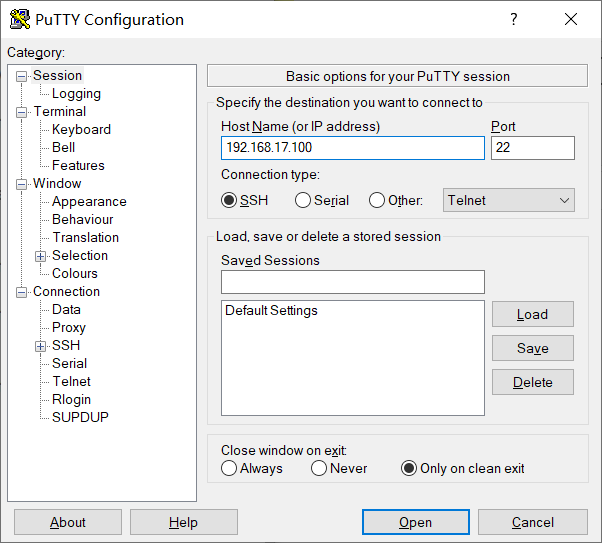 PuTTY Configuration
?
Category:
Session
Logging
Terminal
Keyboard
Bell
Features
Window
Appearance
Behaviour
Translation
Selection
Colours
Connection
Data
Proxy
SSH
Serial
Telnet
Rlogin
SUPDUP
Basic options for your PuTTY session
Specify the destination you want to connect to
Host Name (or IP address) Port
192.168.17.100 22
Connection type:
SSH Serial Other: Telnet
Load, save or delete a stored session
Saved Sessions
Default Settings
Load
Save
Delete
Close window on exit:
Always Never Only on clean exit
About Help Open Cancel